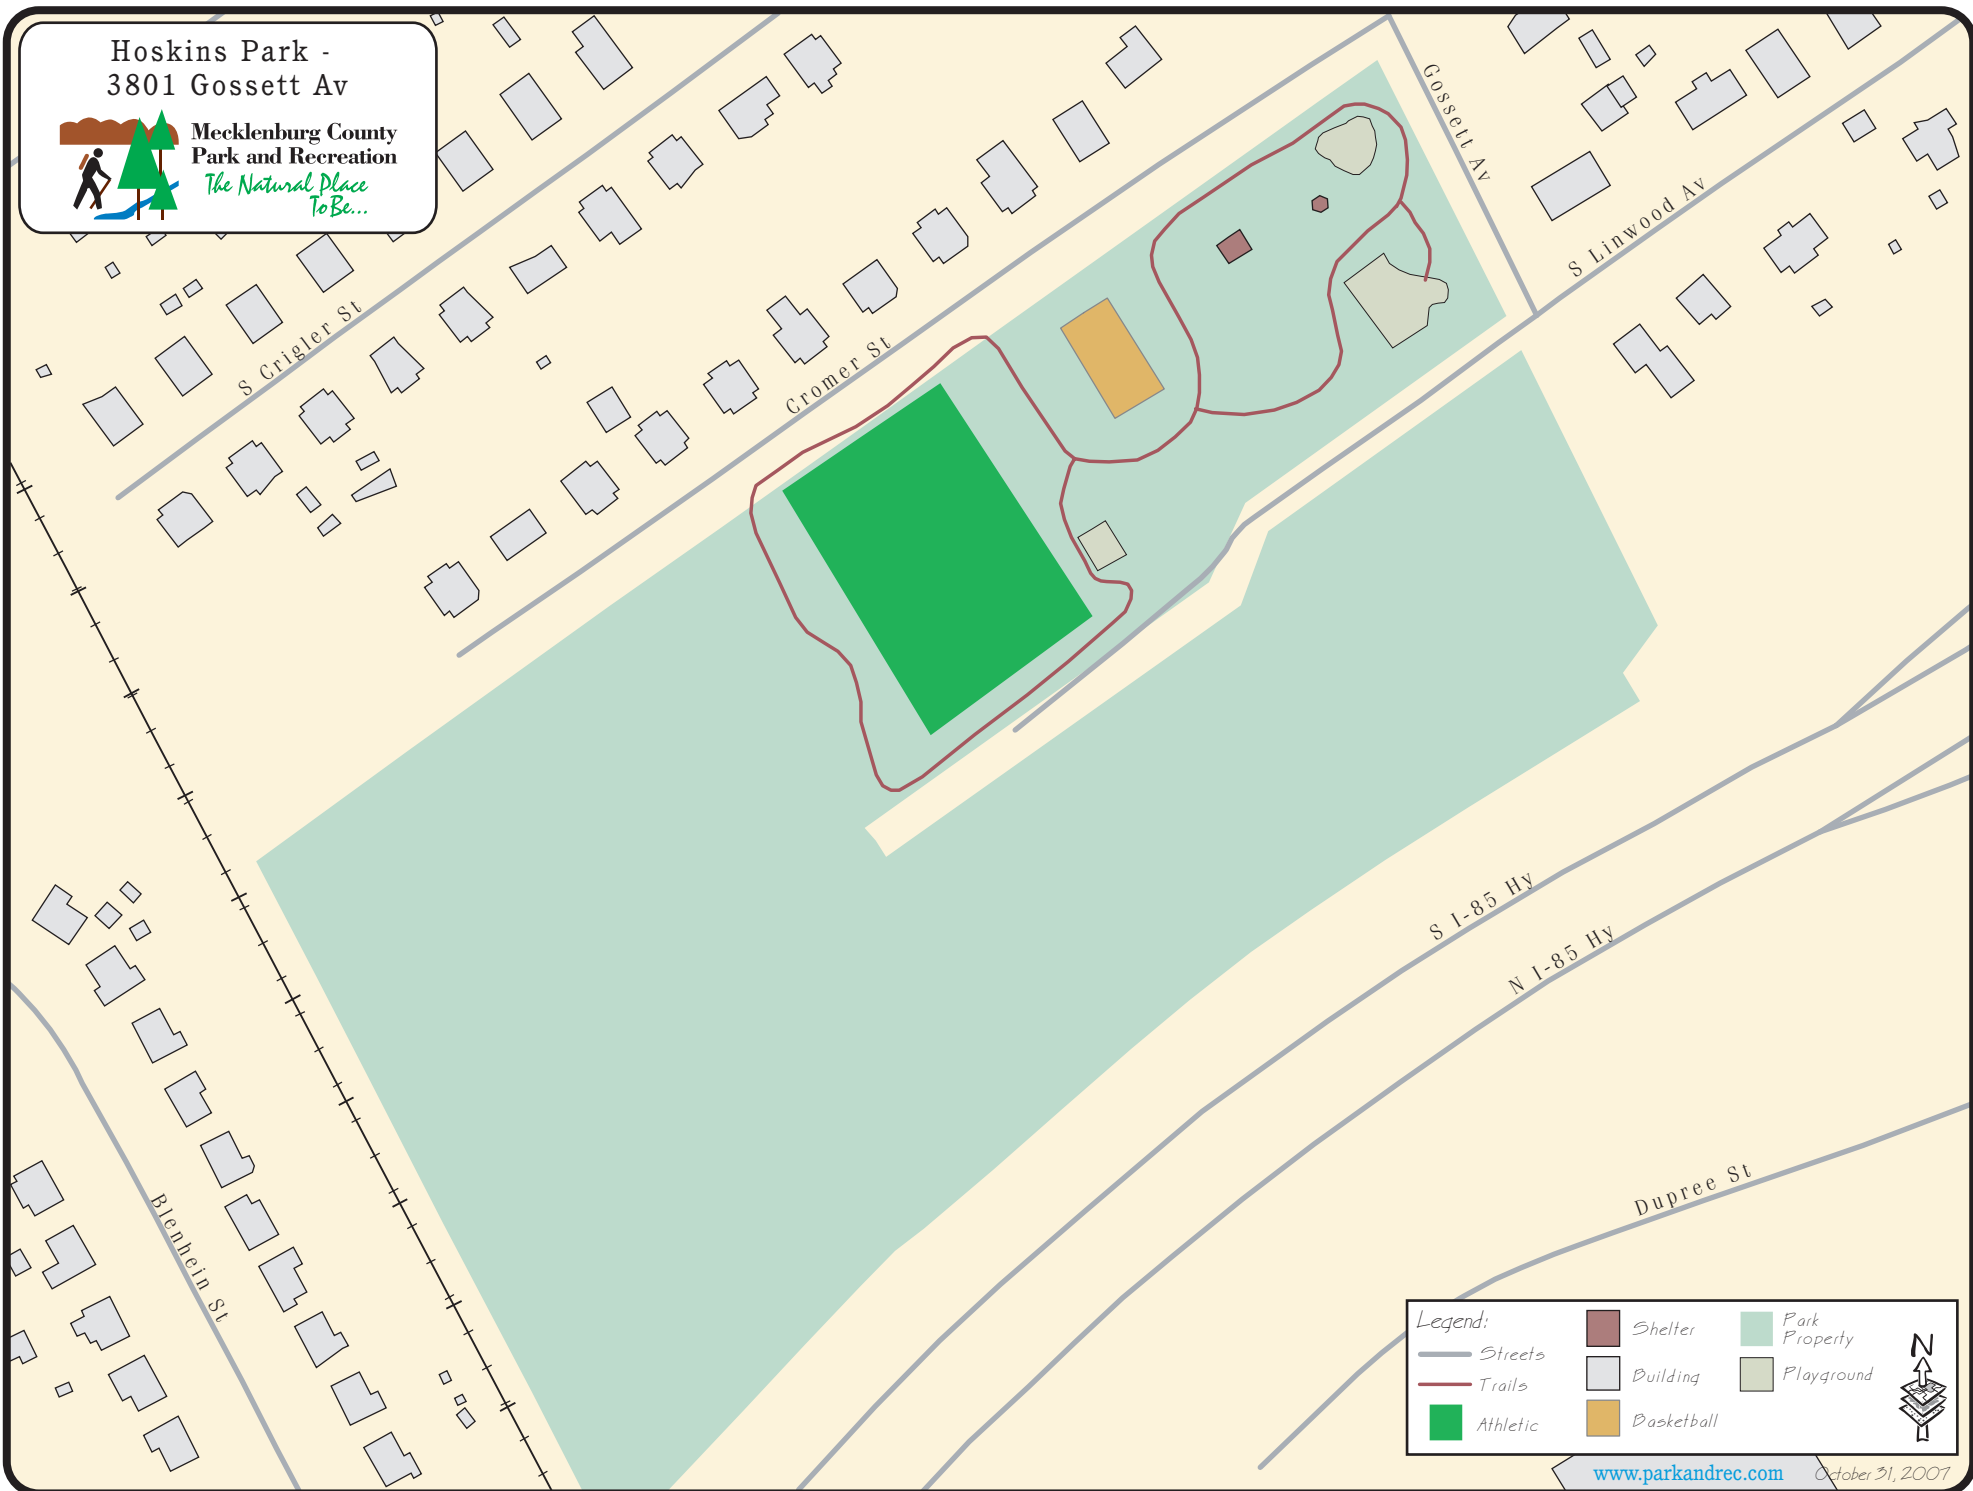 Hoskins Park -
3801 Gossett Av
Mecklenburg County
Park and Recreation
The Natural Place
To Be...
Gossett Av
S Linwood Av
S Crigler St
Cromer St
S I-85 Hy
N I-85 Hy
Dupree St
Blenhein St
Legend:
Streets
Trails
Athletic
Shelter
Building
Basketball
Park
Property
Playground
N
www.parkandrec.com
October 31, 2007